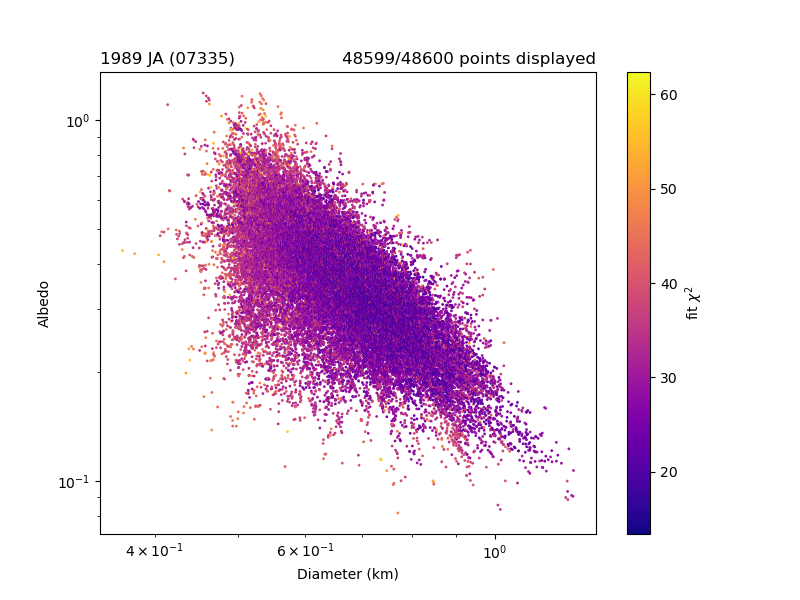 1989 JA (07335) 48599/48600 points displayed
10⁰
10⁻¹
Albedo
4 × 10⁻¹ 6 × 10⁻¹ 10⁰
Diameter (km)
60
50
40
30
20
fit χ²